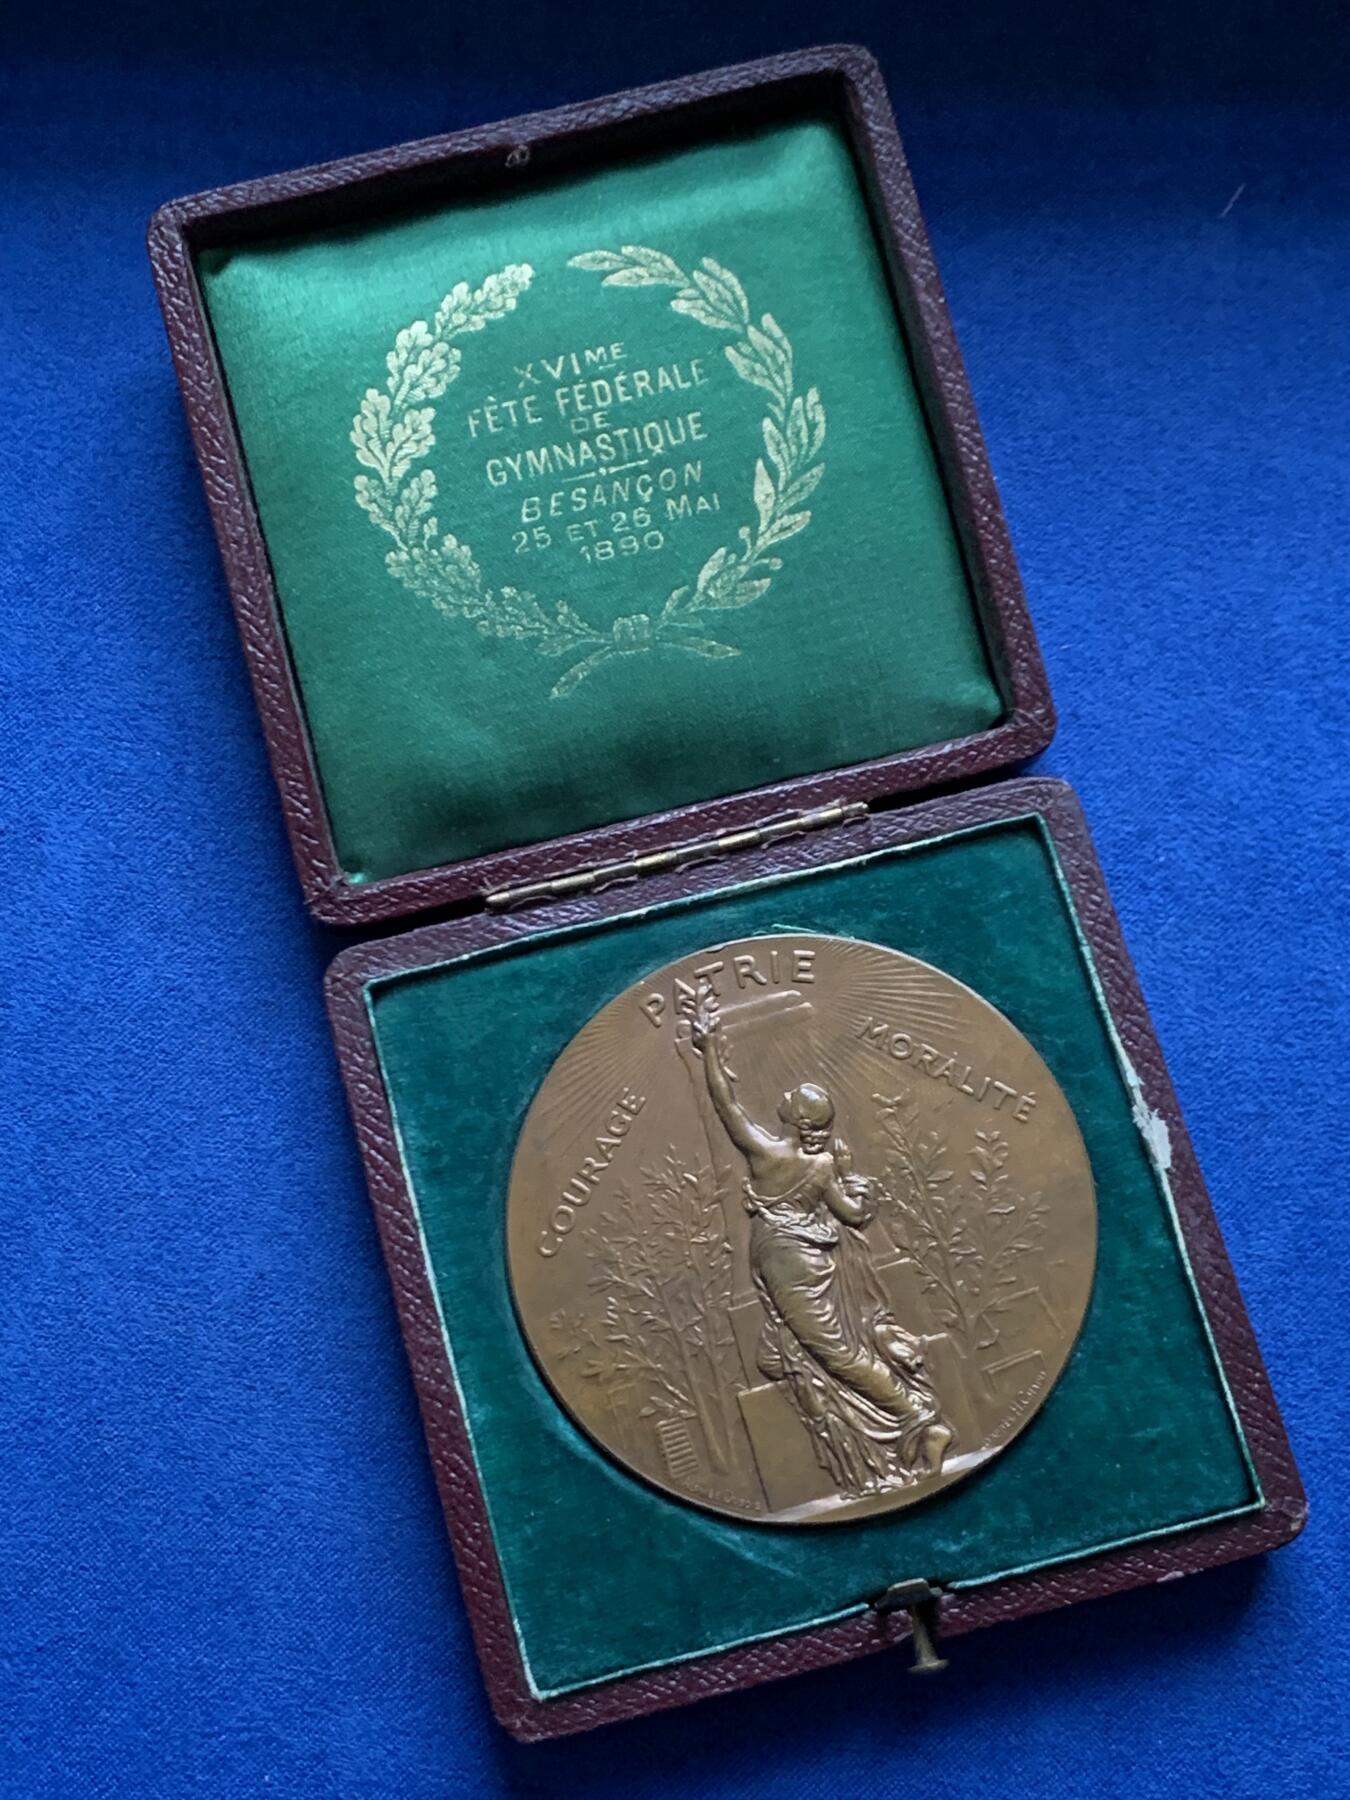 XVIME
FÊTE FÉDÉRALE
DE
GYMNASTIQUE
BESANÇON
25 ET 26 MAI
1890
PATRIE
COURAGE
MORALITÉ